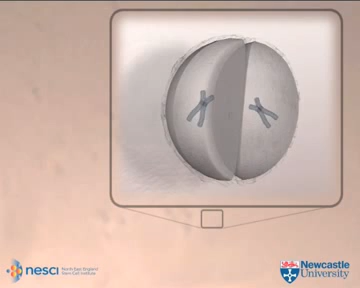 nesci
North East England
Stem Cell Institute
Newcastle
University